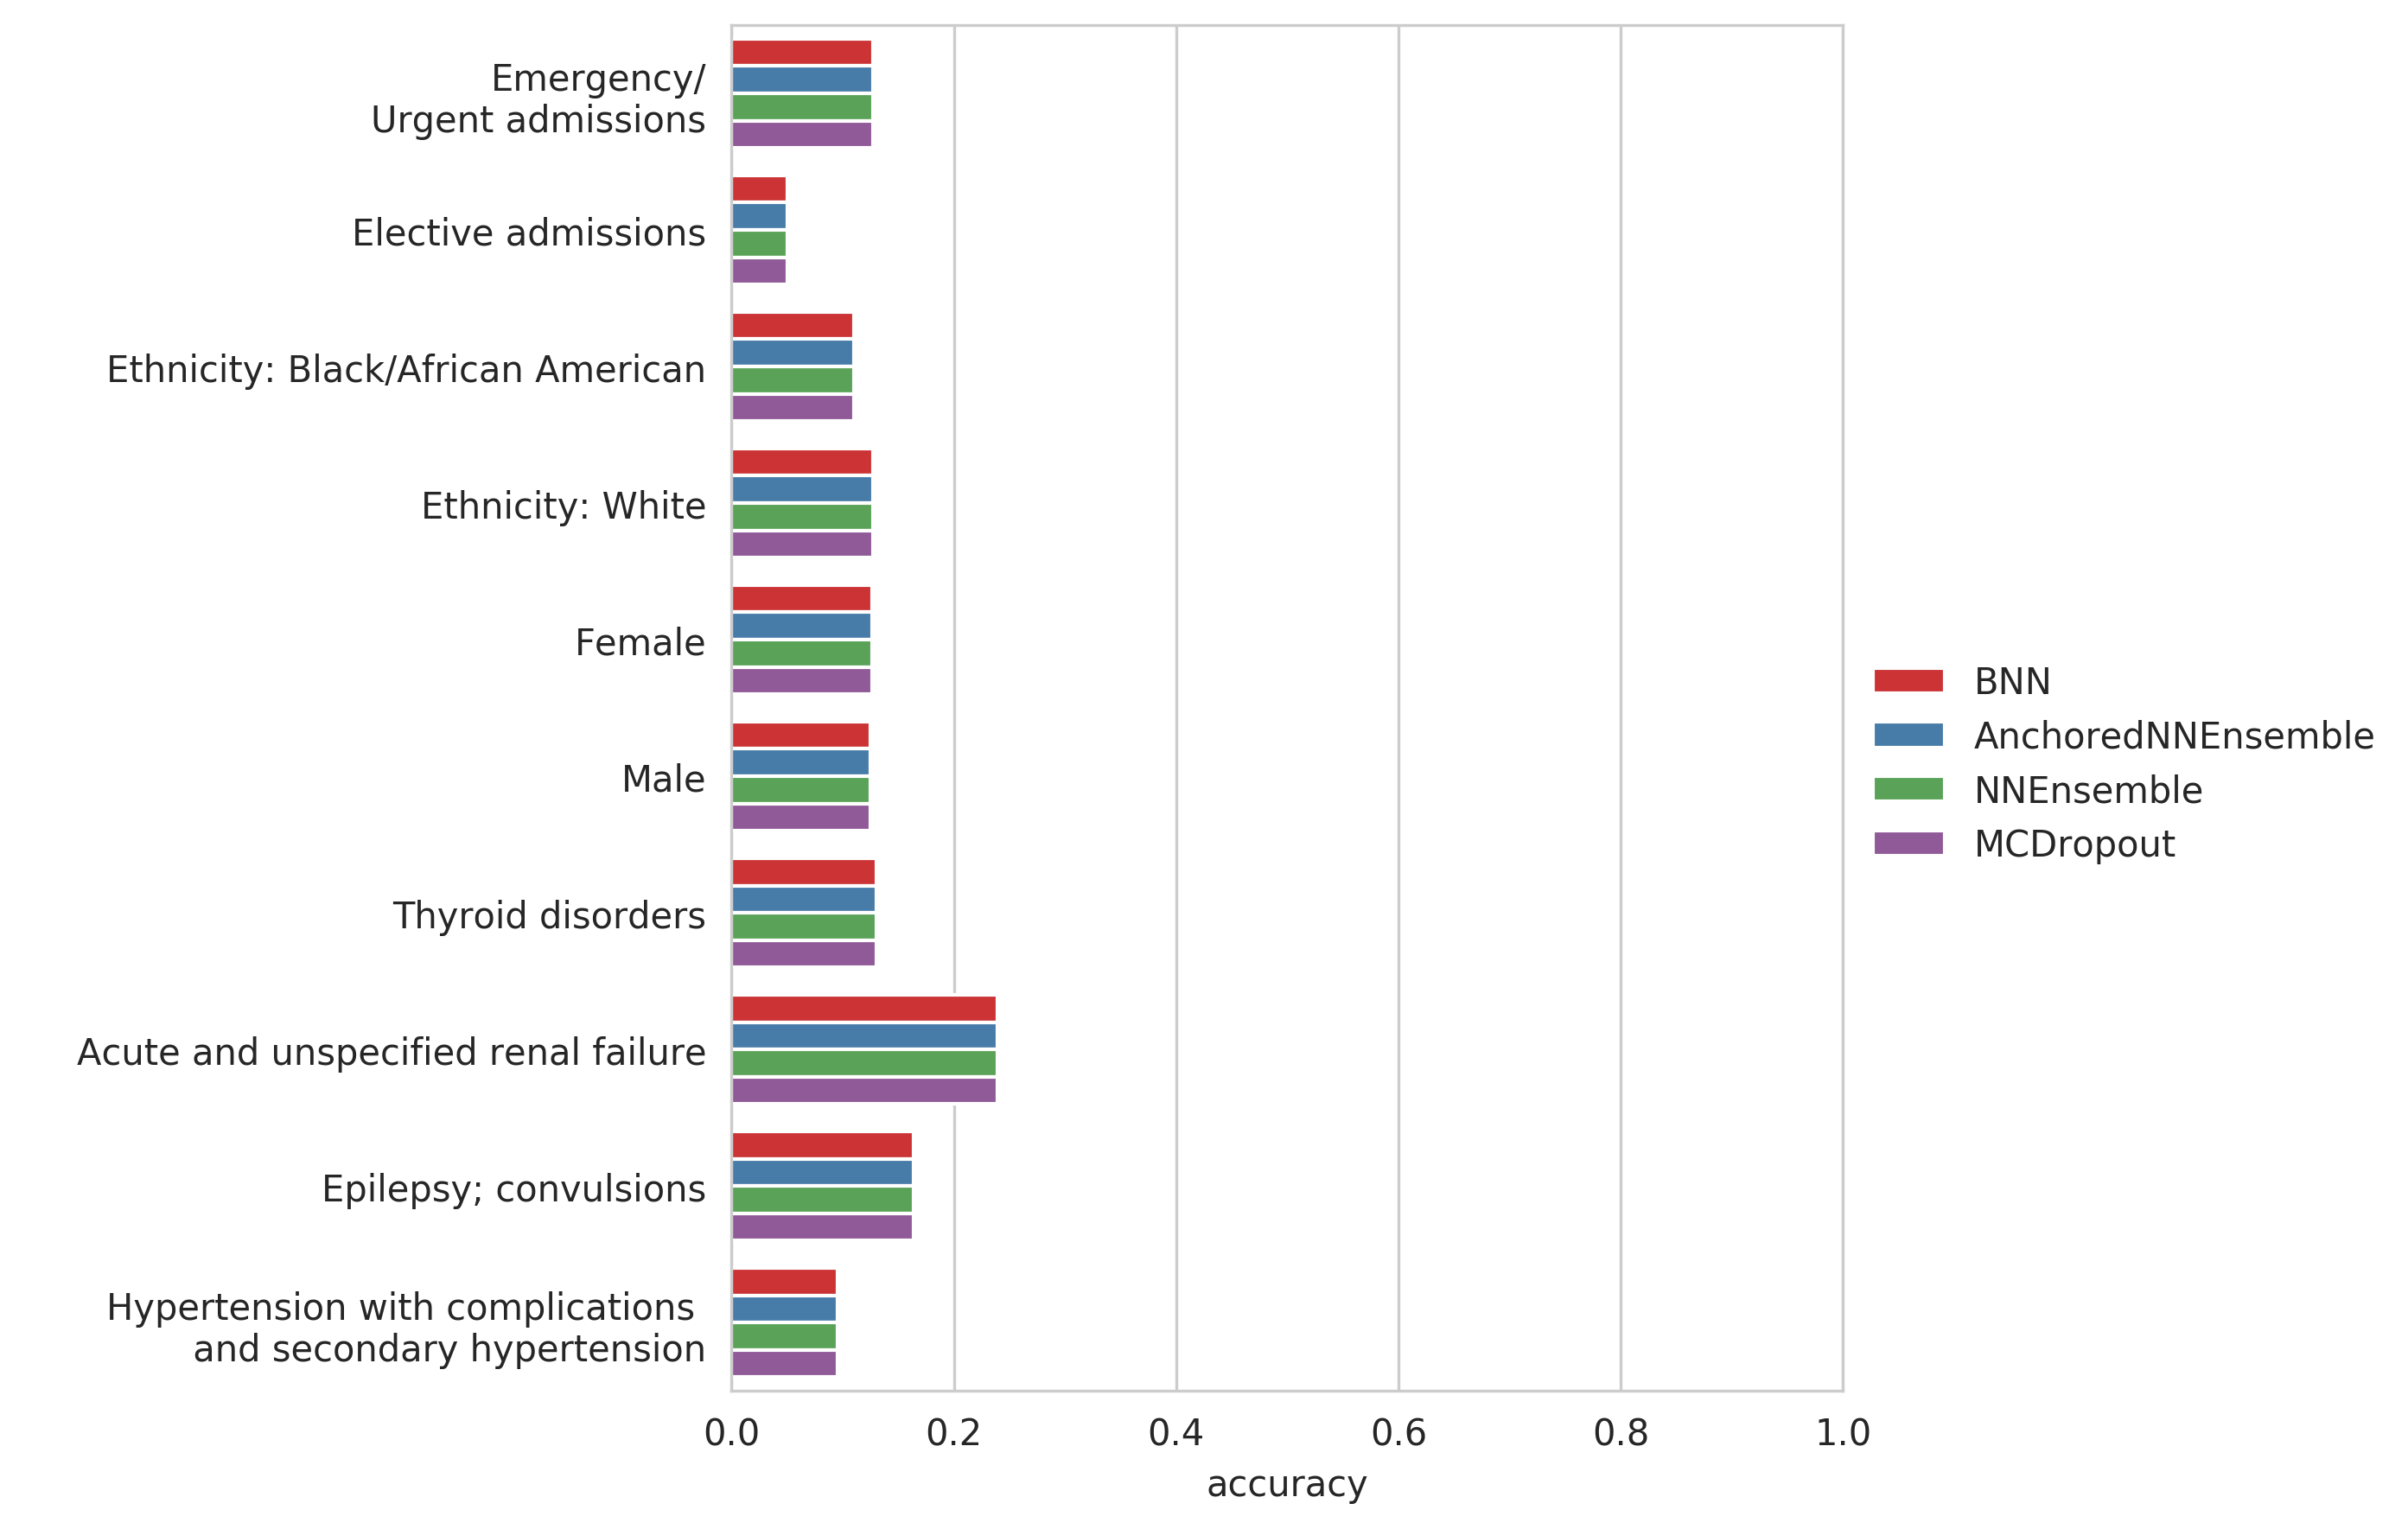 Emergency/
Urgent admissions
Elective admissions
Ethnicity: Black/African American
Ethnicity: White
Female
Male
Thyroid disorders
Acute and unspecified renal failure
Epilepsy; convulsions
Hypertension with complications
and secondary hypertension
0.0 0.2 0.4 0.6 0.8 1.0
accuracy
BNN
AnchoredNNEnsemble
NNEnsemble
MCDropout